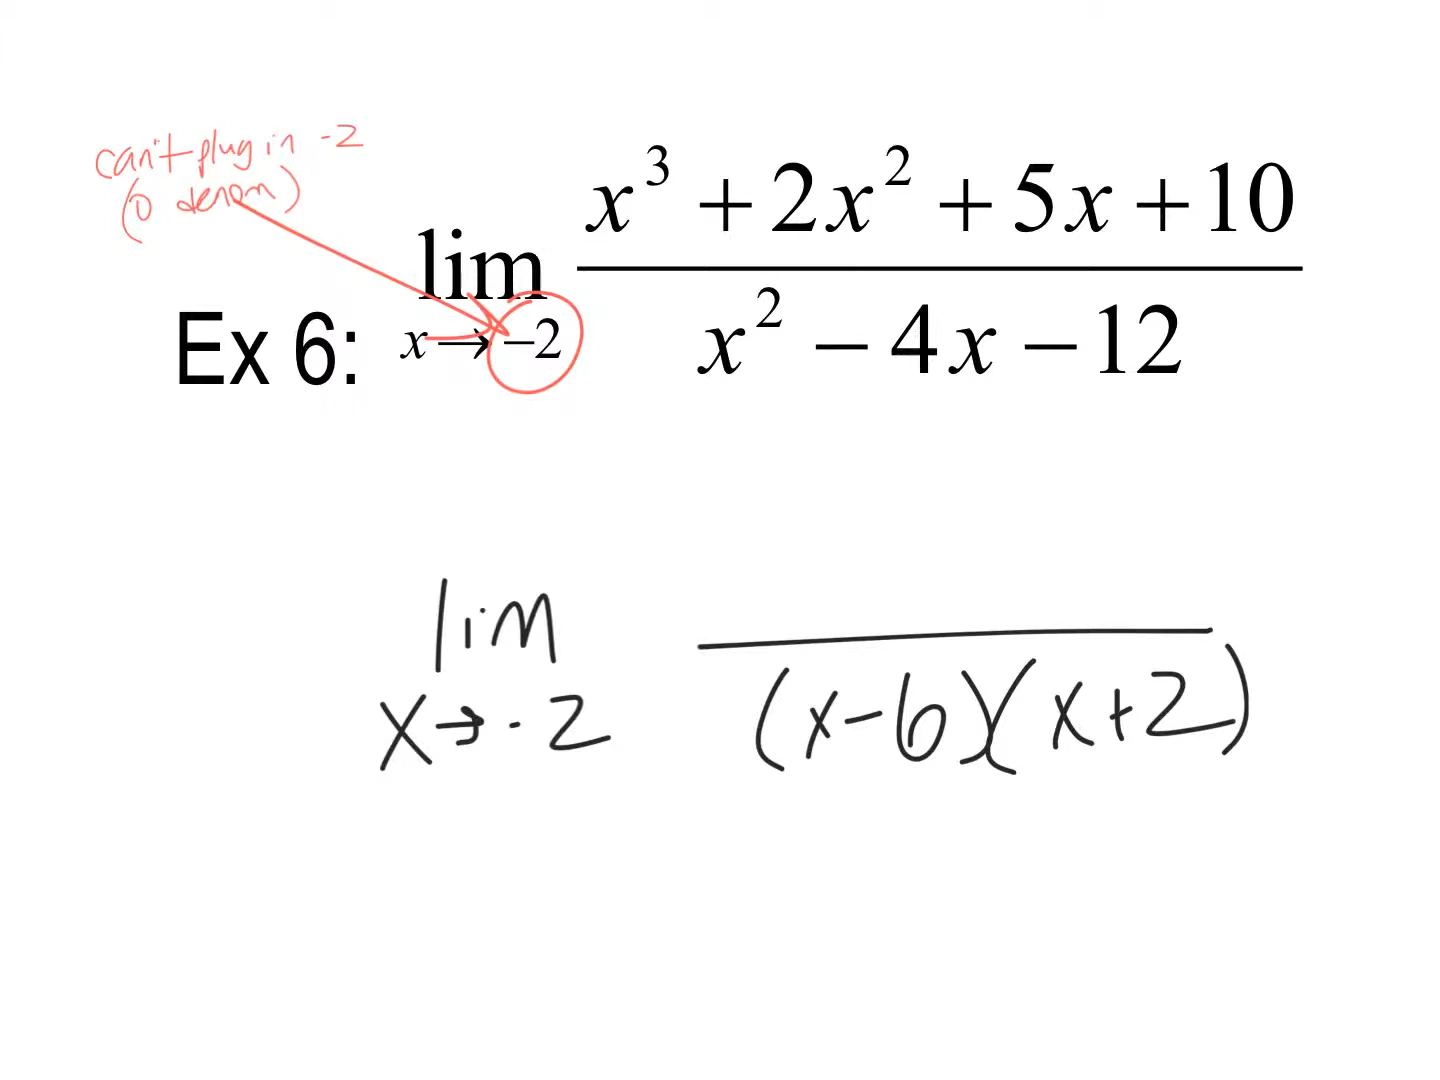 can't plug in -2
(0 denom)
Ex 6: lim x→−2 (x³ + 2x² + 5x + 10) / (x² − 4x − 12)
lim
x→-2
(x-6)(x+2)